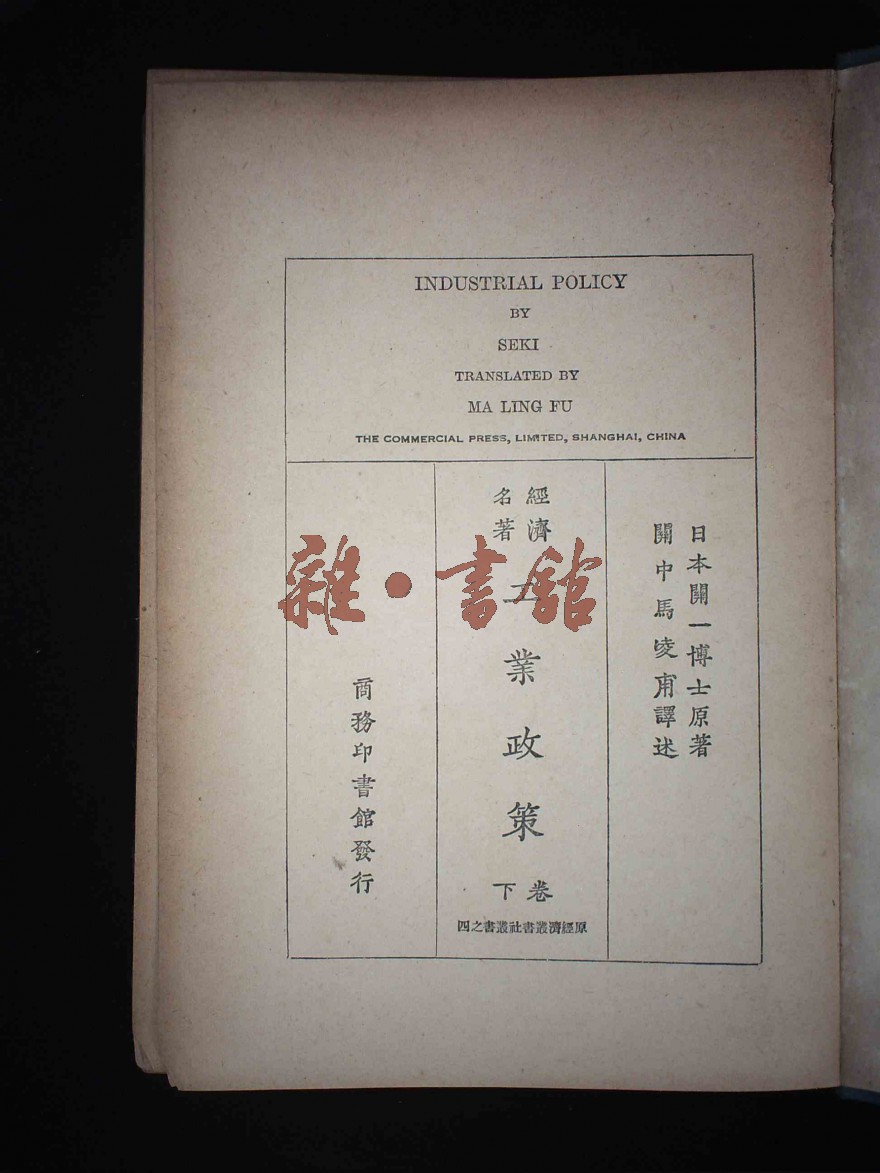 INDUSTRIAL POLICY
BY
SEKI
TRANSLATED BY
MA LING FU
THE COMMERCIAL PRESS, LIMITED, SHANGHAI, CHINA
日本關一博士原著
關中馬凌甫譯述
經濟
名著
工業政策
卷下
原經濟叢書社叢書之四
商務印書館發行
雜·書館